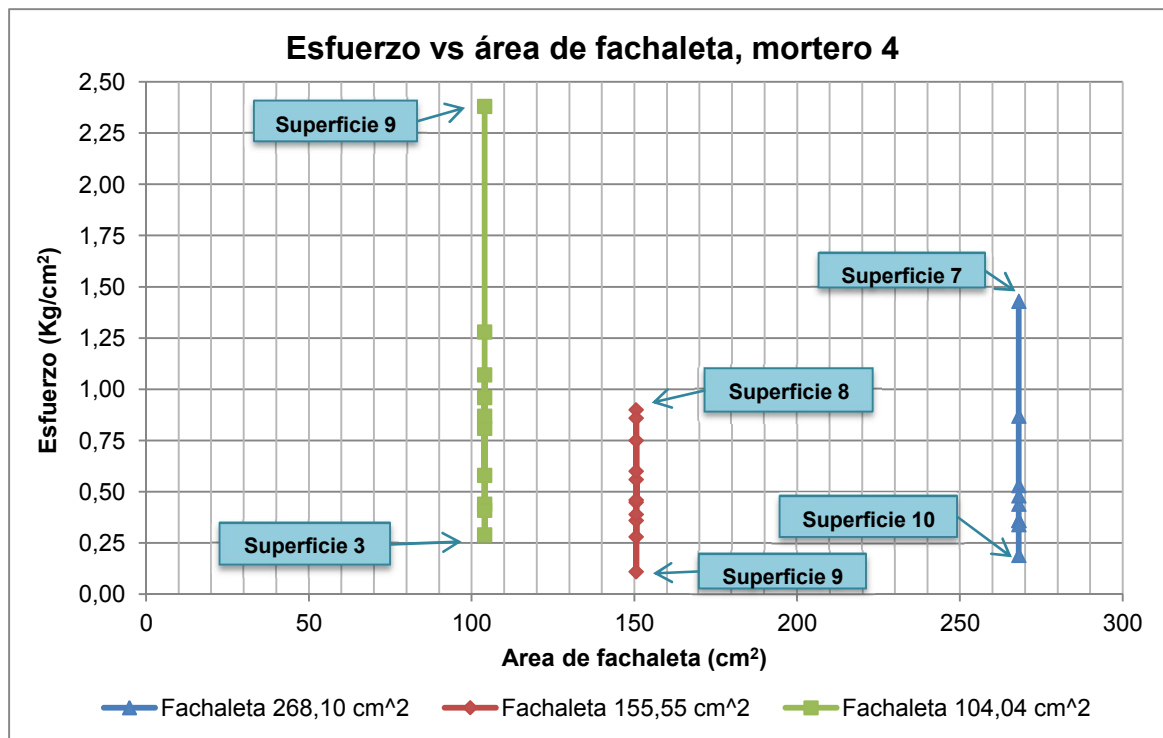 Esfuerzo vs área de fachaleta, mortero 4
2,50
2,25
2,00
1,75
1,50
1,25
1,00
0,75
0,50
0,25
0,00
Esfuerzo (Kg/cm²)
Superficie 9
Superficie 3
Superficie 8
Superficie 9
Superficie 7
Superficie 10
0 50 100 150 200 250 300
Area de fachaleta (cm²)
Fachaleta 268,10 cm^2 Fachaleta 155,55 cm^2 Fachaleta 104,04 cm^2